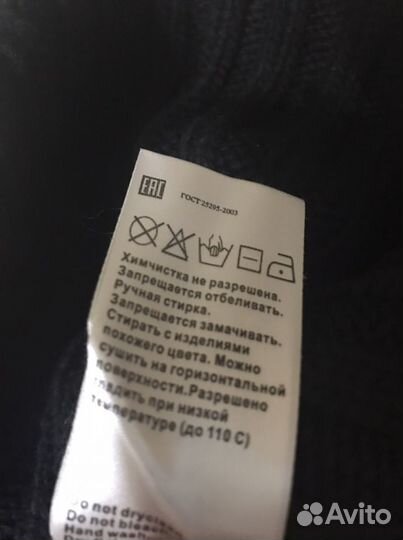 EAC
ГОСТ 25295-2003
Химчистка не разрешена.
Запрещается отбеливать.
Ручная стирка.
Запрещается замачивать.
Стирать с изделиями
похожего цвета. Можно
сушить на горизонтальной
поверхности.Разрешено
гладить при низкой
температуре (до 110 С)
Do not dryclean
Do not bleach
Hand wash
Avito